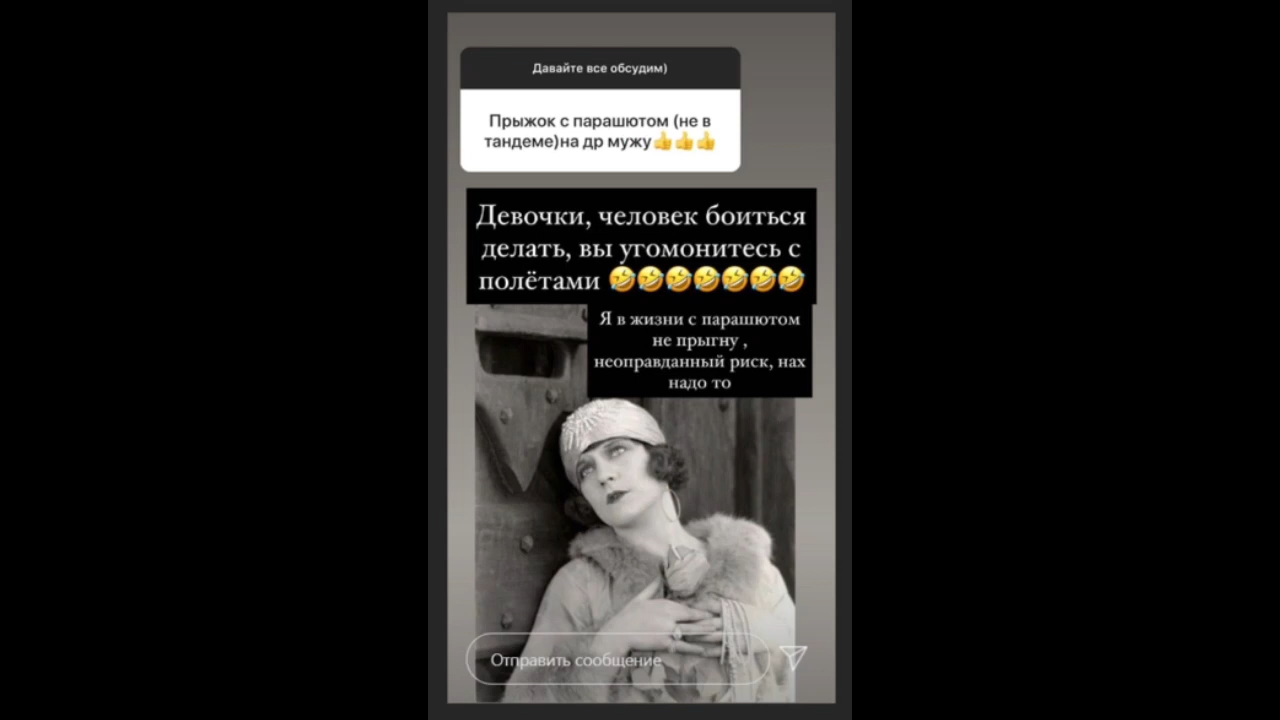 Давайте все обсудим)
Прыжок с парашютом (не в
тандеме)на др мужу👍👍👍
Девочки, человек боиться
делать, вы угомонитесь с
полётами 🤣🤣🤣🤣🤣🤣🤣
Я в жизни с парашютом
не прыгну ,
неоправданный риск, нах
надо то
Отправить сообщение